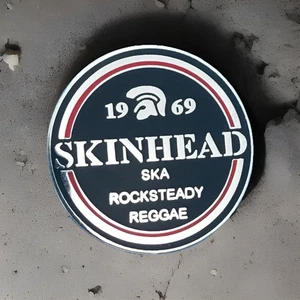 19 69
SKINHEAD
SKA
ROCKSTEADY
REGGAE